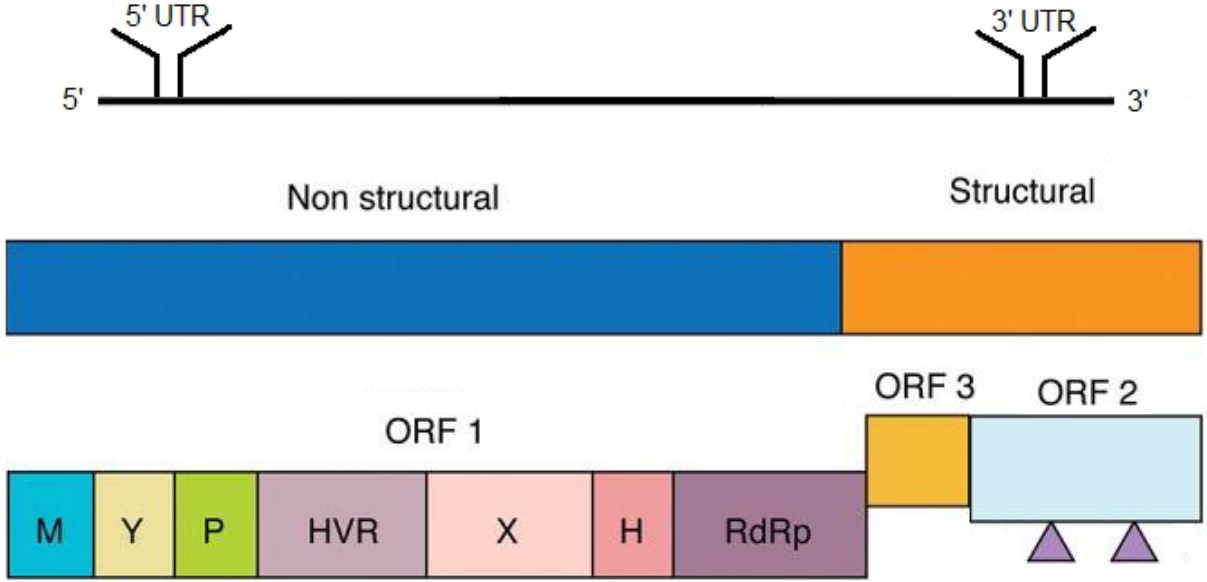 5' UTR
3' UTR
5'
3'
Non structural
Structural
ORF 3
ORF 2
ORF 1
M
Y
P
HVR
X
H
RdRp